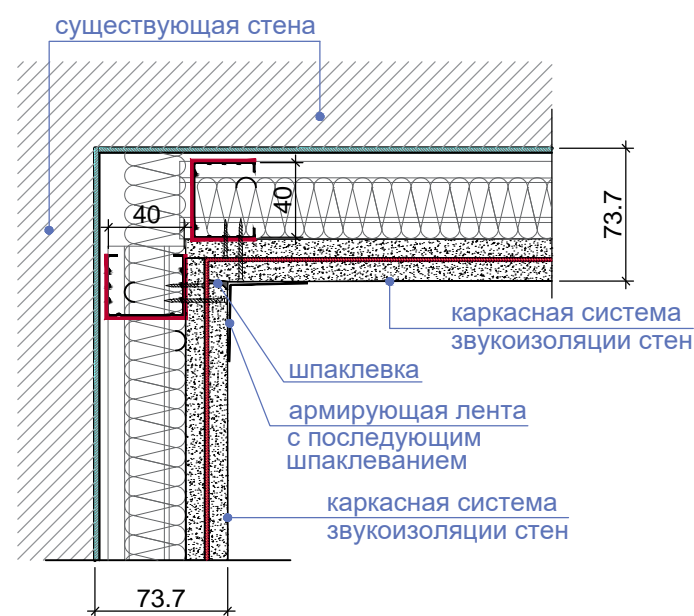 существующая стена
40
40
73.7
каркасная система
звукоизоляции стен
шпаклевка
армирующая лента
с последующим
шпаклеванием
каркасная система
звукоизоляции стен
73.7